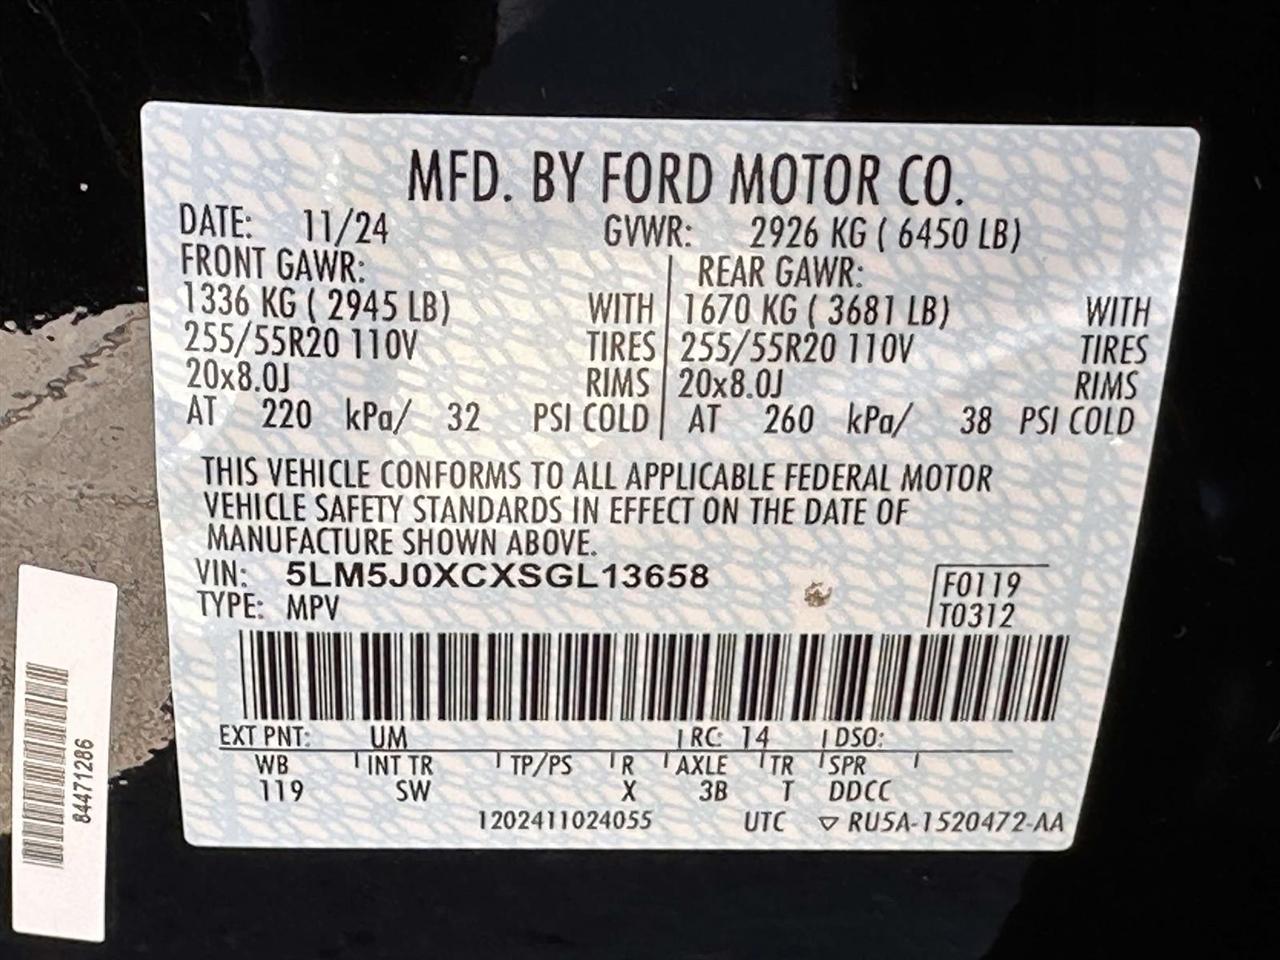 MFD. BY FORD MOTOR CO.
DATE: 11/24 GVWR: 2926 KG ( 6450 LB)
FRONT GAWR: REAR GAWR:
1336 KG ( 2945 LB) WITH 1670 KG ( 3681 LB) WITH
255/55R20 110V TIRES 255/55R20 110V TIRES
20x8.0J RIMS 20x8.0J RIMS
AT 220 kPa/ 32 PSI COLD AT 260 kPa/ 38 PSI COLD
THIS VEHICLE CONFORMS TO ALL APPLICABLE FEDERAL MOTOR
VEHICLE SAFETY STANDARDS IN EFFECT ON THE DATE OF
MANUFACTURE SHOWN ABOVE.
VIN: 5LM5J0XCXSGL13658 F0119
TYPE: MPV T0312
EXT PNT: UM RC: 14 DSO:
WB INT TR TP/PS R AXLE TR SPR
119 SW X 3B T DDCC
1202411024055 UTC ▽ RU5A-1520472-AA
84471286